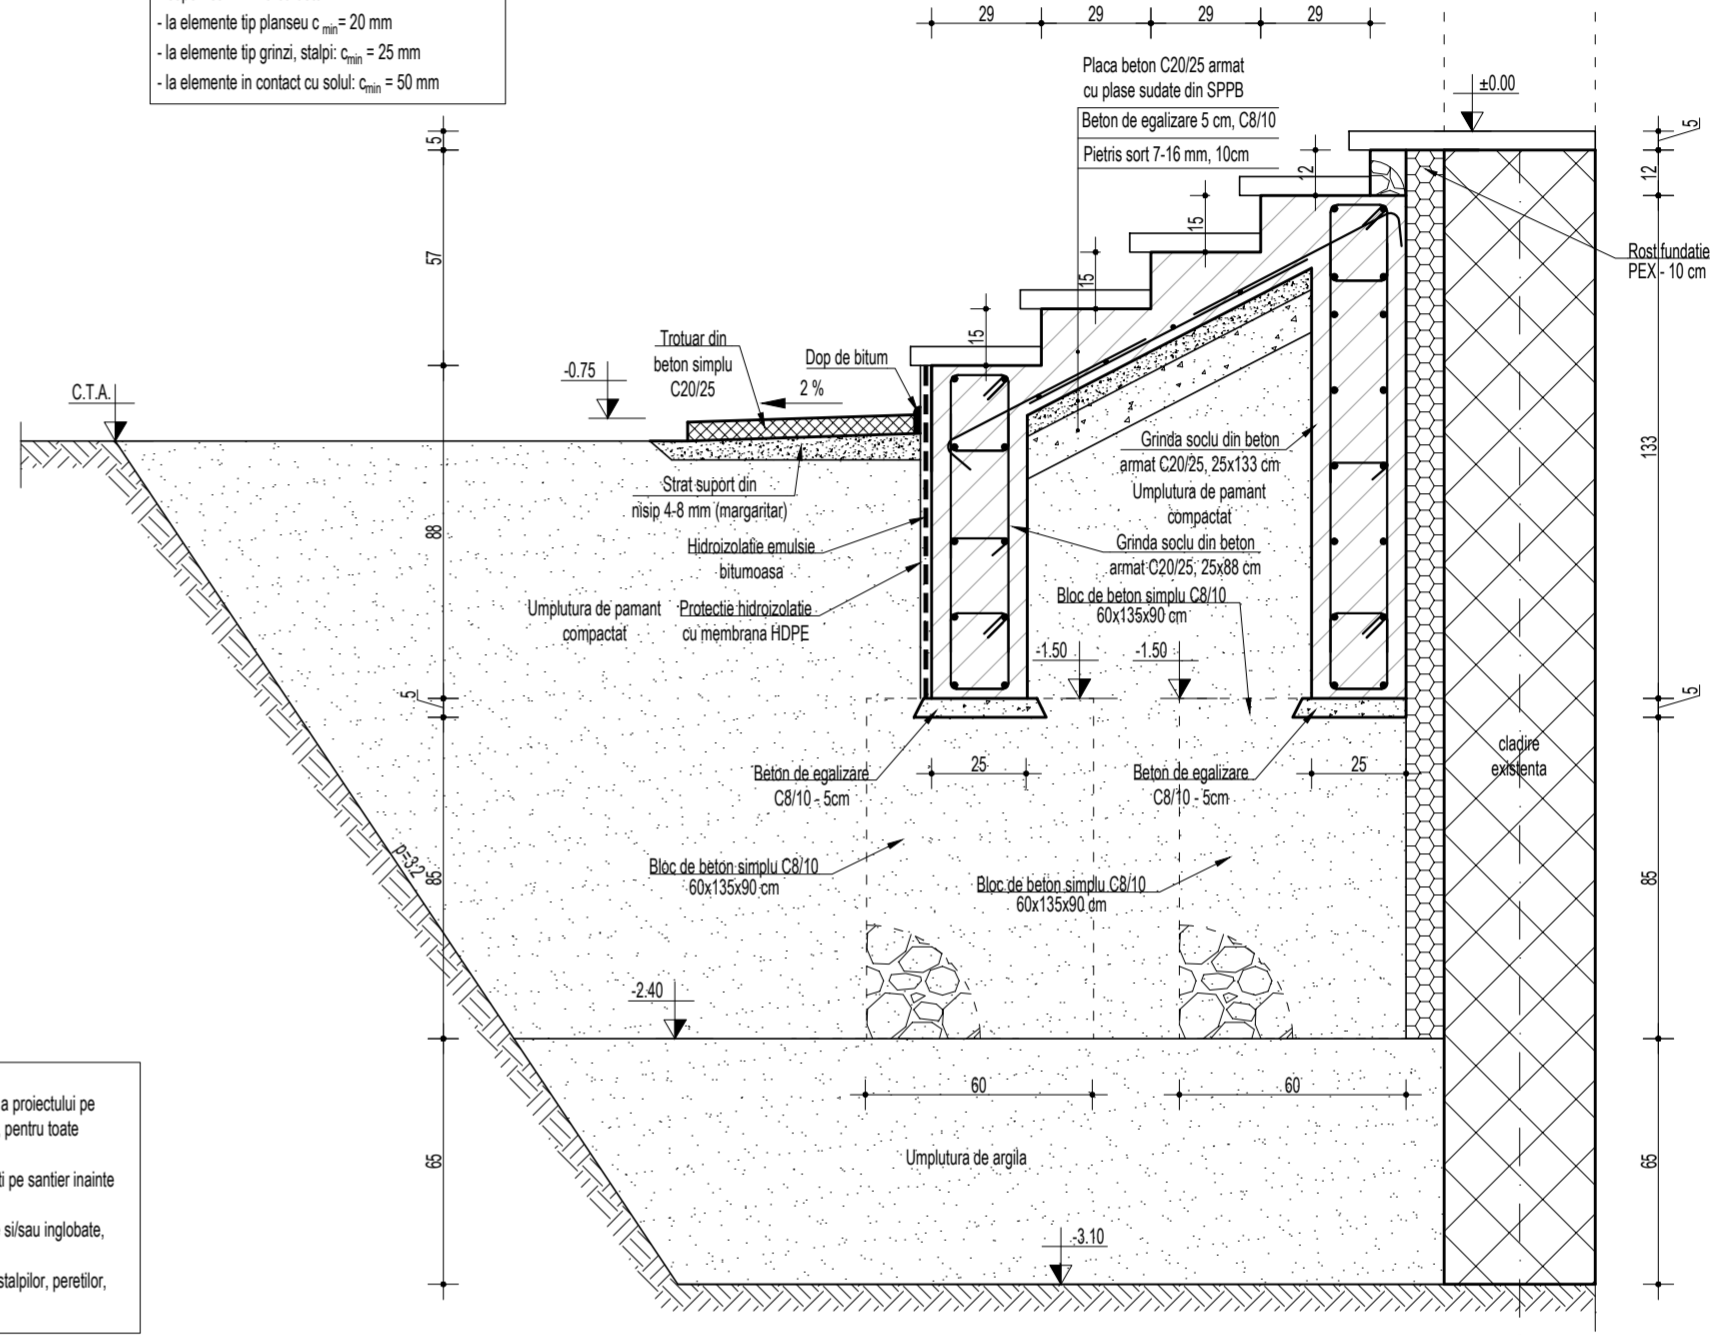 - la elemente tip planseu c min = 20 mm
- la elemente tip grinzi, stalpi: cmin = 25 mm
- la elemente in contact cu solul: cmin = 50 mm
29 29 29 29
Placa beton C20/25 armat
cu plase sudate din SPPB
Beton de egalizare 5 cm, C8/10
Pietris sort 7-16 mm, 10cm
±0.00
5
5
12
12
15
15
15
57
Rost fundatie
PEX - 10 cm
Trotuar din
beton simplu
C20/25
Dop de bitum
-0.75
2 %
C.T.A.
Grinda soclu din beton
armat C20/25, 25x133 cm
133
Umplutura de pamant
compactat
Strat suport din
nisip 4-8 mm (margaritar)
88
Hidroizolatie emulsie
bitumoasa
Grinda soclu din beton
armat C20/25, 25x88 cm
Umplutura de pamant
compactat
Protectie hidroizolatie
cu membrana HDPE
Bloc de beton simplu C8/10
60x135x90 cm
-1.50
-1.50
5
5
cladire
existenta
Beton de egalizare
C8/10 - 5cm
25
Beton de egalizare
C8/10 - 5cm
25
p=3:2
85
Bloc de beton simplu C8/10
60x135x90 cm
Bloc de beton simplu C8/10
60x135x90 cm
85
-2.40
60
60
a proiectului pe
pentru toate
ti pe santier inainte
e si/sau inglobate,
stalpilor, peretilor,
65
Umplutura de argila
65
-3.10